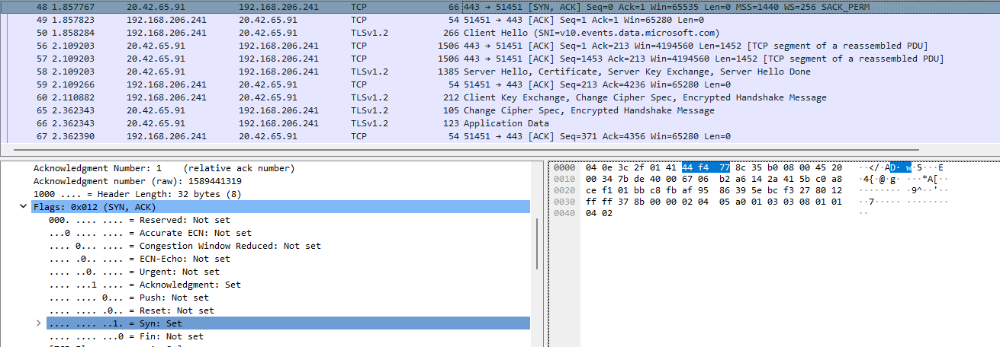 48 1.857767 20.42.65.91 192.168.206.241 TCP 66 443 → 51451 [SYN, ACK] Seq=0 Ack=1 Win=65535 Len=0 MSS=1440 WS=256 SACK_PERM
49 1.857823 192.168.206.241 20.42.65.91 TCP 54 51451 → 443 [ACK] Seq=1 Ack=1 Win=65280 Len=0
50 1.858284 192.168.206.241 20.42.65.91 TLSv1.2 266 Client Hello (SNI=v10.events.data.microsoft.com)
56 2.109203 20.42.65.91 192.168.206.241 TCP 1506 443 → 51451 [ACK] Seq=1 Ack=213 Win=4194560 Len=1452 [TCP segment of a reassembled PDU]
57 2.109203 20.42.65.91 192.168.206.241 TCP 1506 443 → 51451 [ACK] Seq=1453 Ack=213 Win=4194560 Len=1452 [TCP segment of a reassembled PDU]
58 2.109203 20.42.65.91 192.168.206.241 TLSv1.2 1385 Server Hello, Certificate, Server Key Exchange, Server Hello Done
59 2.109266 192.168.206.241 20.42.65.91 TCP 54 51451 → 443 [ACK] Seq=213 Ack=4236 Win=65280 Len=0
60 2.110882 192.168.206.241 20.42.65.91 TLSv1.2 212 Client Key Exchange, Change Cipher Spec, Encrypted Handshake Message
65 2.362343 20.42.65.91 192.168.206.241 TLSv1.2 105 Change Cipher Spec, Encrypted Handshake Message
66 2.362343 20.42.65.91 192.168.206.241 TLSv1.2 123 Application Data
67 2.362390 192.168.206.241 20.42.65.91 TCP 54 51451 → 443 [ACK] Seq=371 Ack=4356 Win=65280 Len=0
Acknowledgment Number: 1 (relative ack number)
Acknowledgment number (raw): 1589441319
1000 .... = Header Length: 32 bytes (8)
Flags: 0x012 (SYN, ACK)
000. .... .... = Reserved: Not set
...0 .... .... = Accurate ECN: Not set
.... 0... .... = Congestion Window Reduced: Not set
.... .0.. .... = ECN-Echo: Not set
.... ..0. .... = Urgent: Not set
.... ...1 .... = Acknowledgment: Set
.... .... 0... = Push: Not set
.... .... .0.. = Reset: Not set
.... .... ..1. = Syn: Set
.... .... ...0 = Fin: Not set
0000 04 0e 3c 2f 01 41 44 f4 77 8c 35 b0 08 00 45 20 ··</·AD· w·5···E
0010 00 34 7b de 40 00 67 06 b2 a6 14 2a 41 5b c0 a8 ·4{·@·g· ···*A[··
0020 ce f1 01 bb c8 fb af 95 86 39 5e bc f3 27 80 12 ········ ·9^··'··
0030 ff ff 37 8b 00 00 02 04 05 a0 01 03 03 08 01 01 ··7····· ········
0040 04 02 ··